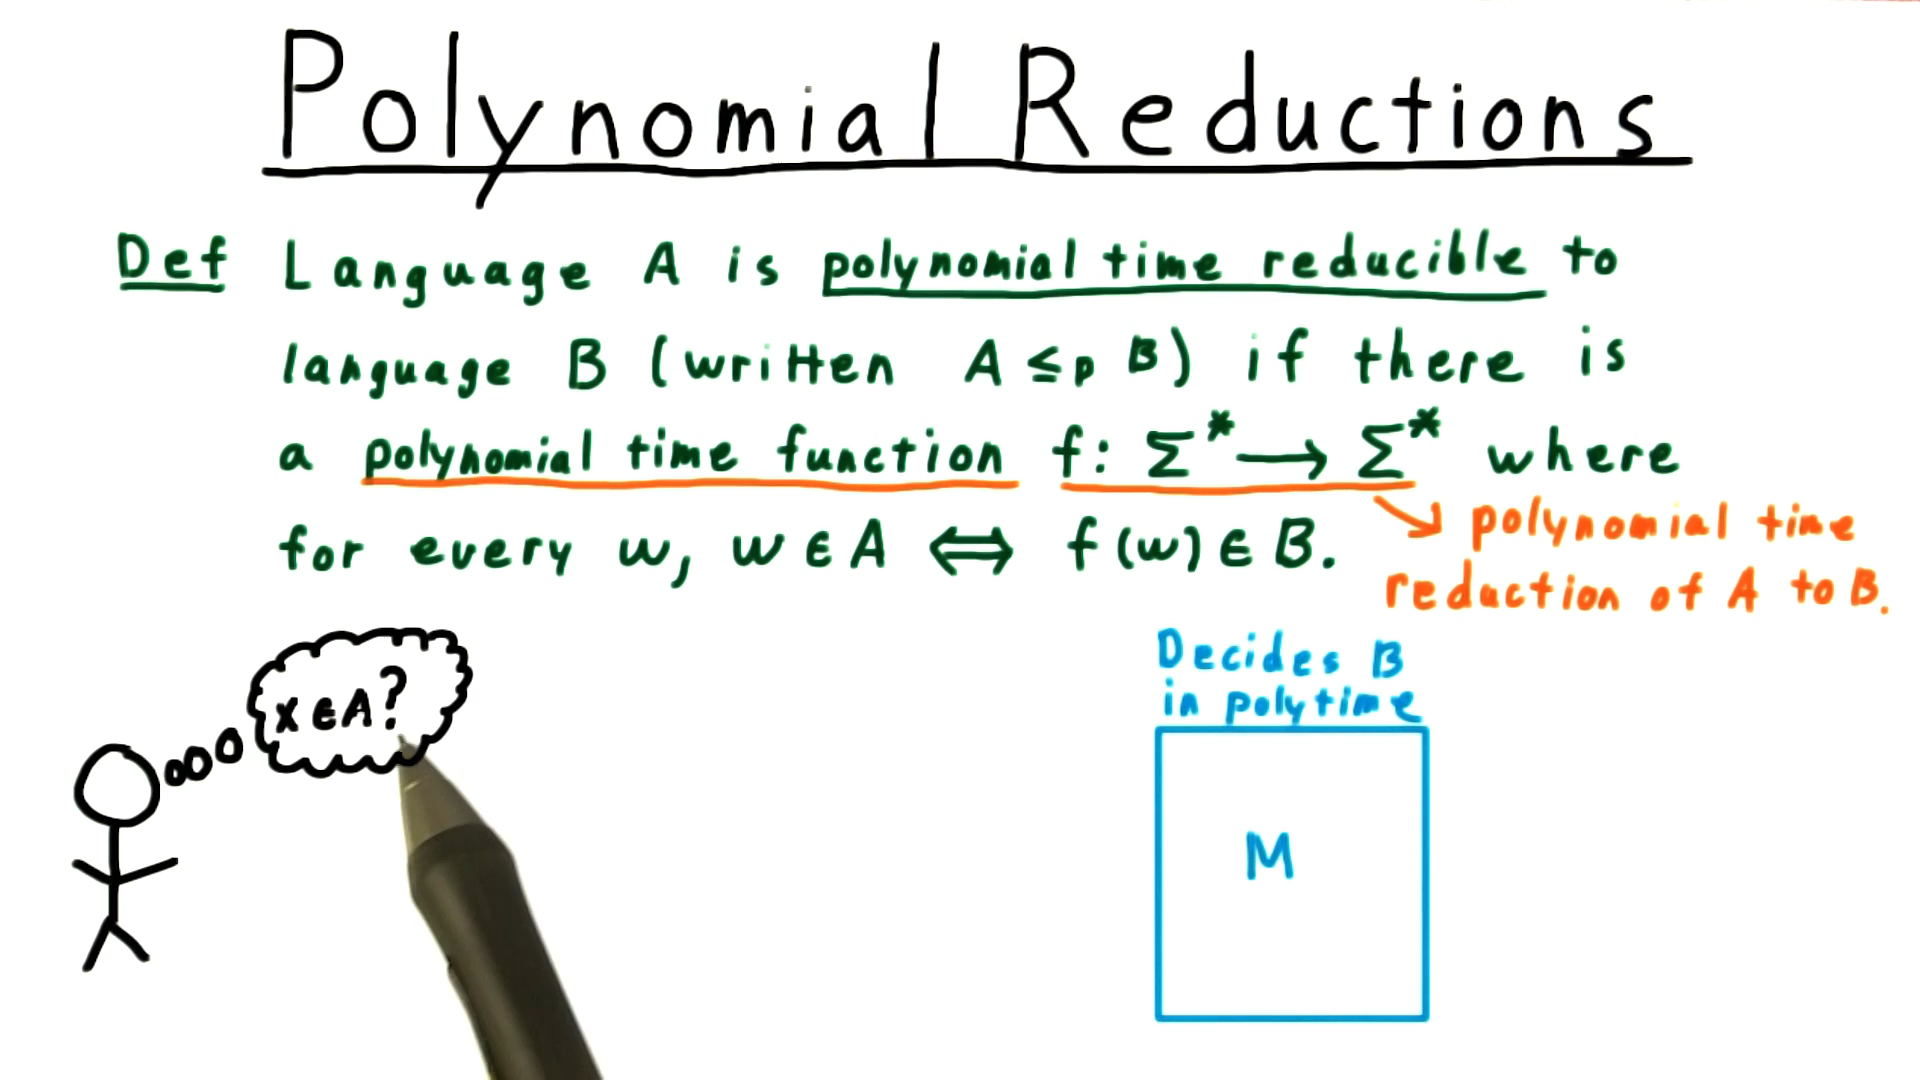 Polynomial Reductions
Def Language A is polynomial time reducible to
language B (written A ≤p B) if there is
a polynomial time function f: Σ* → Σ* where
for every w, w ∈ A ⟺ f(w) ∈ B.
polynomial time
reduction of A to B.
x ∈ A?
Decides B
in polytime
M